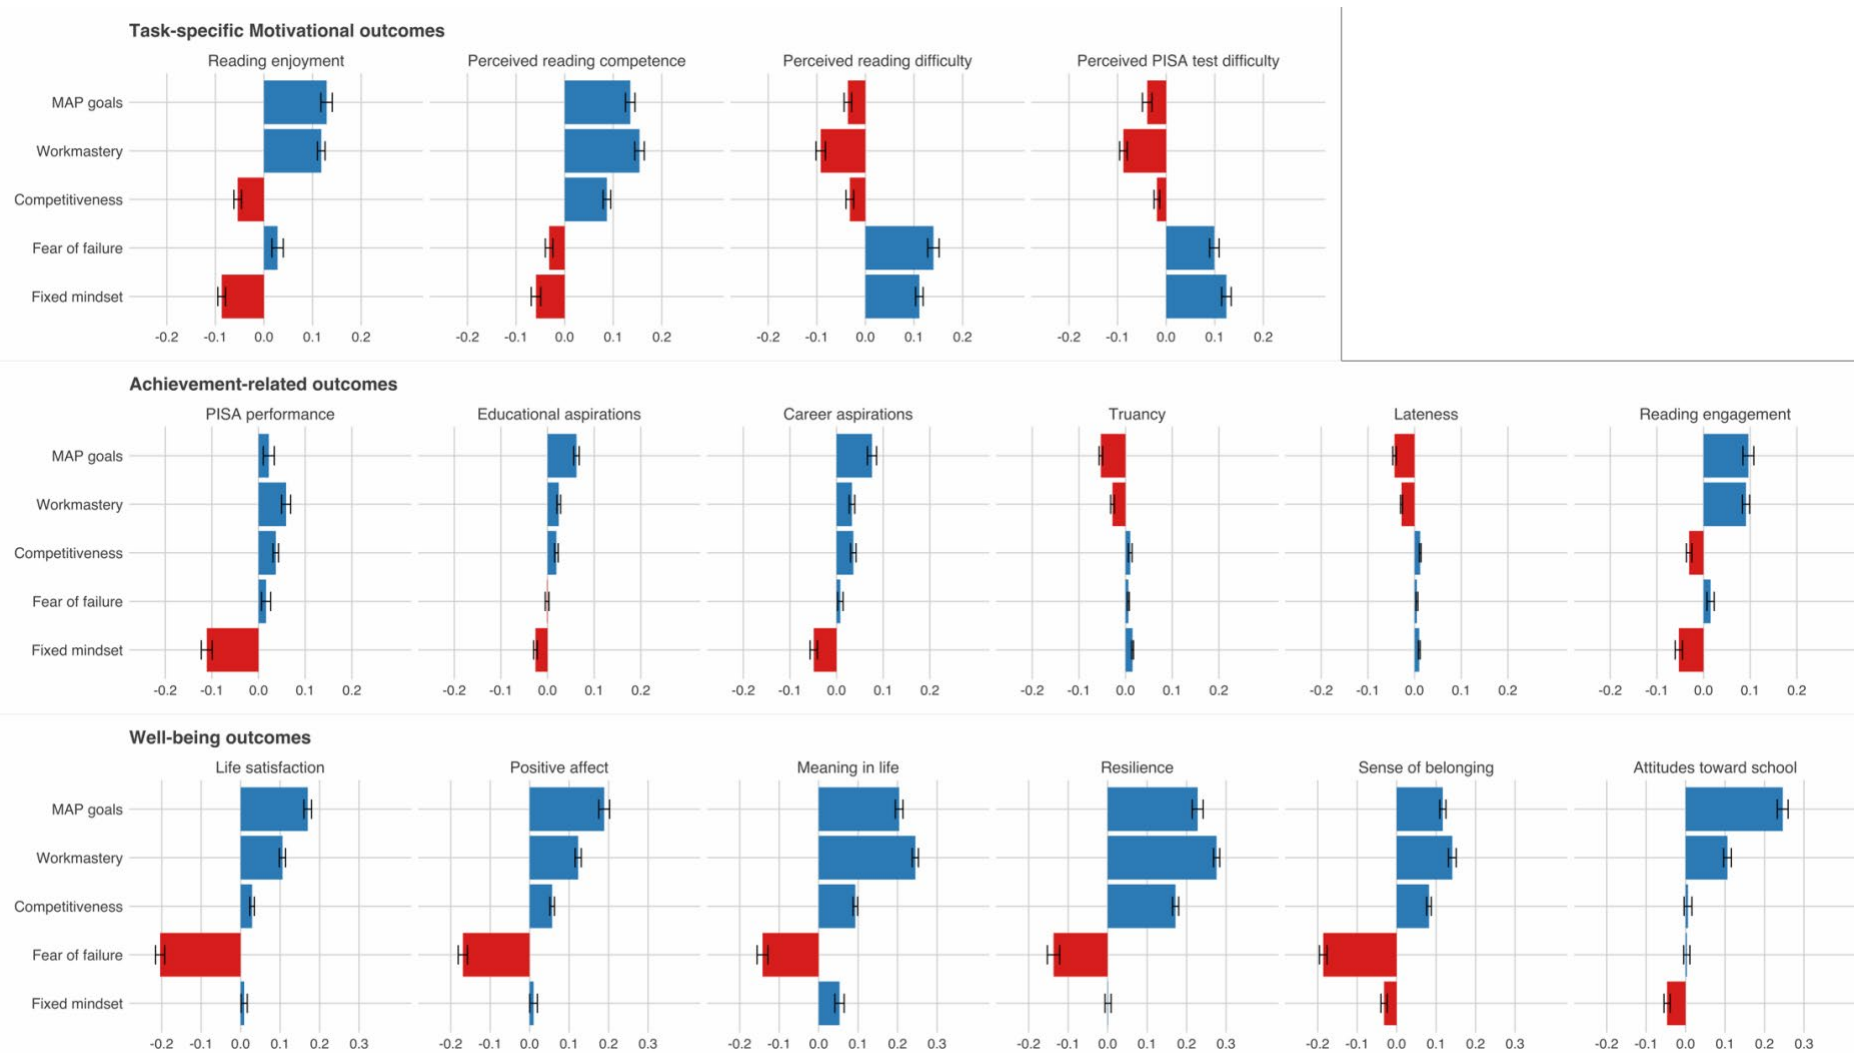 Task-specific Motivational outcomes
Reading enjoyment Perceived reading competence Perceived reading difficulty Perceived PISA test difficulty
MAP goals
Workmastery
Competitiveness
Fear of failure
Fixed mindset
-0.2 -0.1 0.0 0.1 0.2 -0.2 -0.1 0.0 0.1 0.2 -0.2 -0.1 0.0 0.1 0.2 -0.2 -0.1 0.0 0.1 0.2
Achievement-related outcomes
PISA performance Educational aspirations Career aspirations Truancy Lateness Reading engagement
MAP goals
Workmastery
Competitiveness
Fear of failure
Fixed mindset
-0.2 -0.1 0.0 0.1 0.2 -0.2 -0.1 0.0 0.1 0.2 -0.2 -0.1 0.0 0.1 0.2 -0.2 -0.1 0.0 0.1 0.2 -0.2 -0.1 0.0 0.1 0.2 -0.2 -0.1 0.0 0.1 0.2
Well-being outcomes
Life satisfaction Positive affect Meaning in life Resilience Sense of belonging Attitudes toward school
MAP goals
Workmastery
Competitiveness
Fear of failure
Fixed mindset
-0.2 -0.1 0.0 0.1 0.2 0.3 -0.2 -0.1 0.0 0.1 0.2 0.3 -0.2 -0.1 0.0 0.1 0.2 0.3 -0.2 -0.1 0.0 0.1 0.2 0.3 -0.2 -0.1 0.0 0.1 0.2 0.3 -0.2 -0.1 0.0 0.1 0.2 0.3